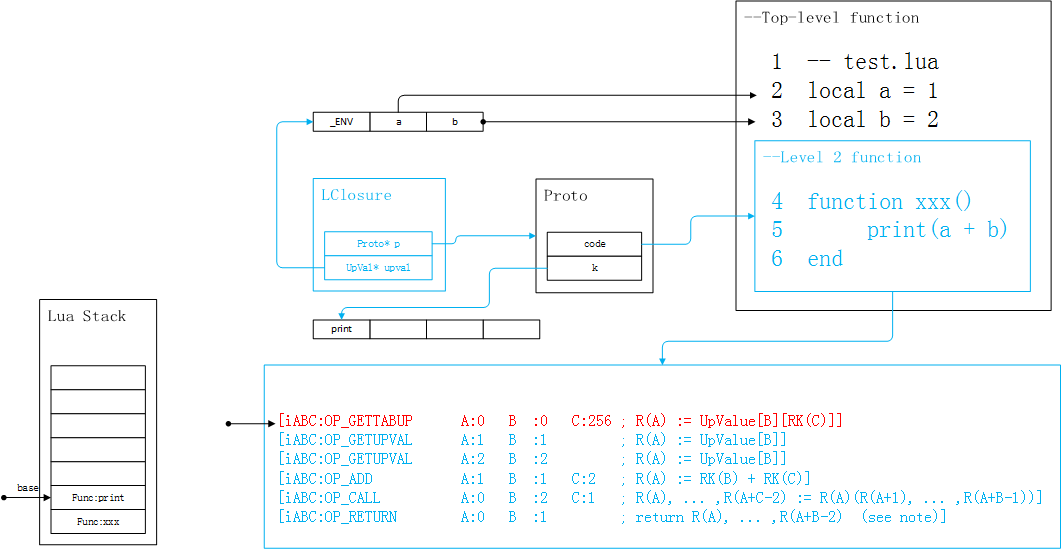 --Top-level function
1 -- test.lua
2 local a = 1
3 local b = 2
--Level 2 function
4 function xxx()
5 print(a + b)
6 end
_ENV a b
LClosure
Proto* p
UpVal* upval
Proto
code
k
print
Lua Stack
base
Func:print
Func:xxx
[iABC:OP_GETTABUP A:0 B :0 C:256 ; R(A) := UpValue[B][RK(C)]]
[iABC:OP_GETUPVAL A:1 B :1 ; R(A) := UpValue[B]]
[iABC:OP_GETUPVAL A:2 B :2 ; R(A) := UpValue[B]]
[iABC:OP_ADD A:1 B :1 C:2 ; R(A) := RK(B) + RK(C)]
[iABC:OP_CALL A:0 B :2 C:1 ; R(A), ... ,R(A+C-2) := R(A)(R(A+1), ... ,R(A+B-1))]
[iABC:OP_RETURN A:0 B :1 ; return R(A), ... ,R(A+B-2) (see note)]